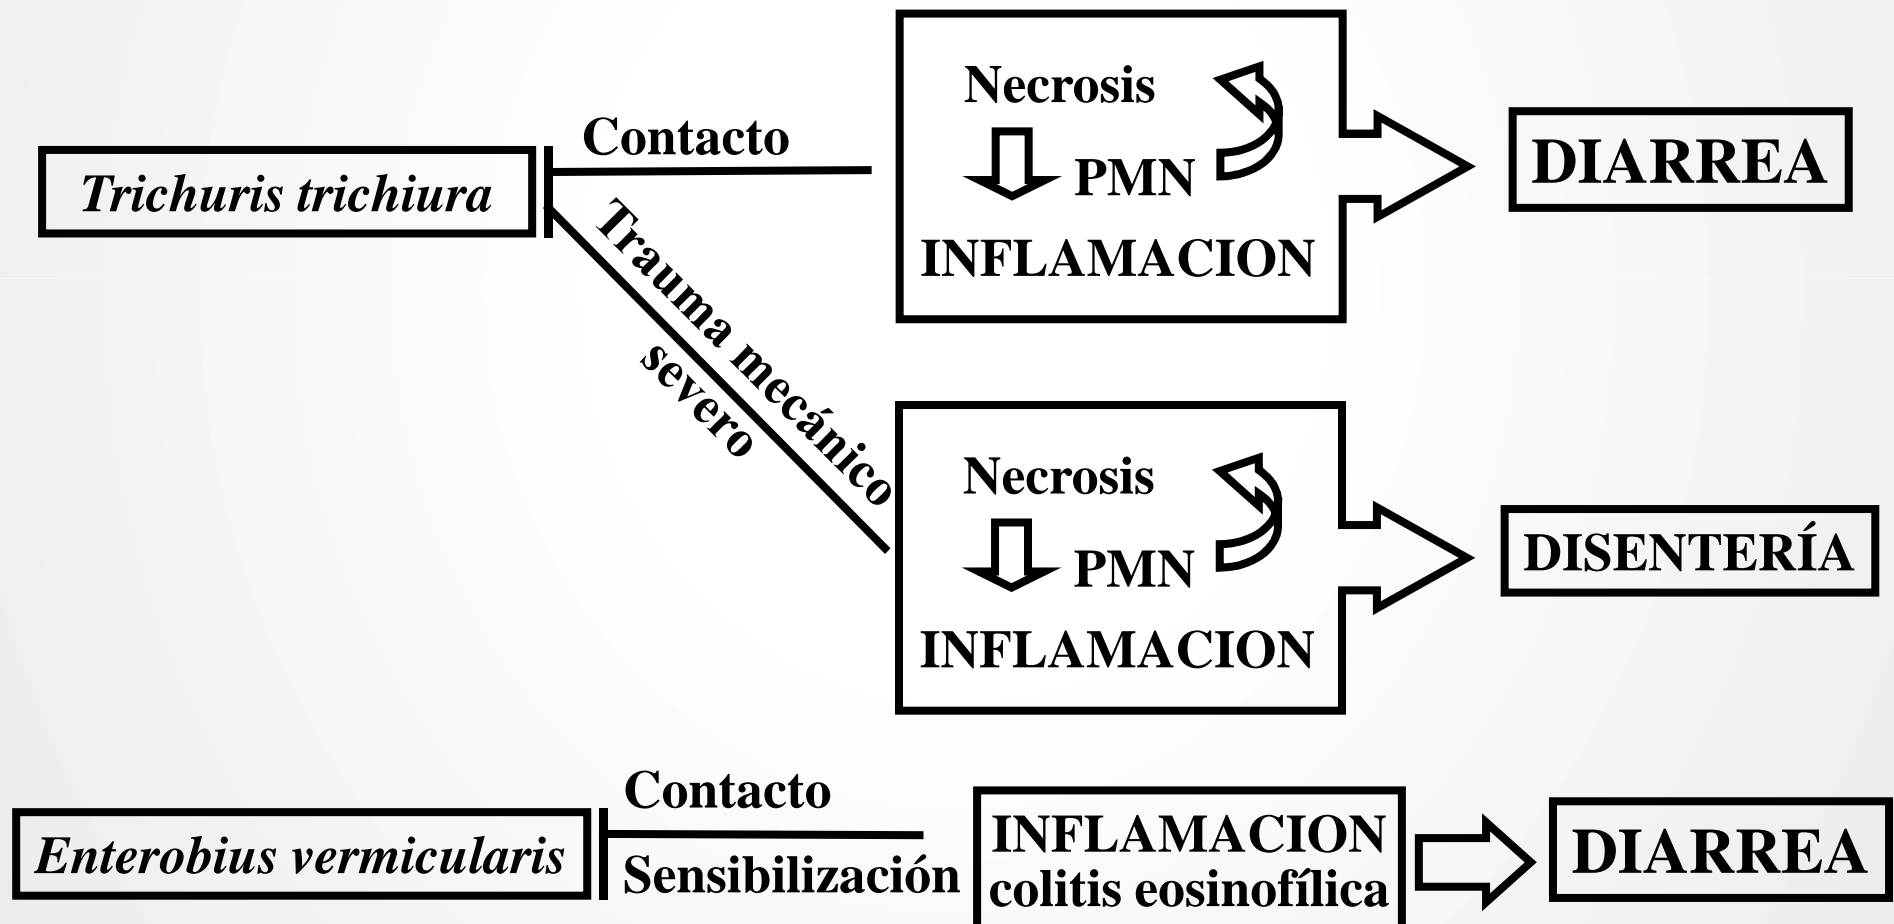 Trichuris trichiura
Contacto
Trauma mecánico
severo
Necrosis
PMN
INFLAMACION
DIARREA
Necrosis
PMN
INFLAMACION
DISENTERÍA
Enterobius vermicularis
Contacto
Sensibilización
INFLAMACION
colitis eosinofílica
DIARREA